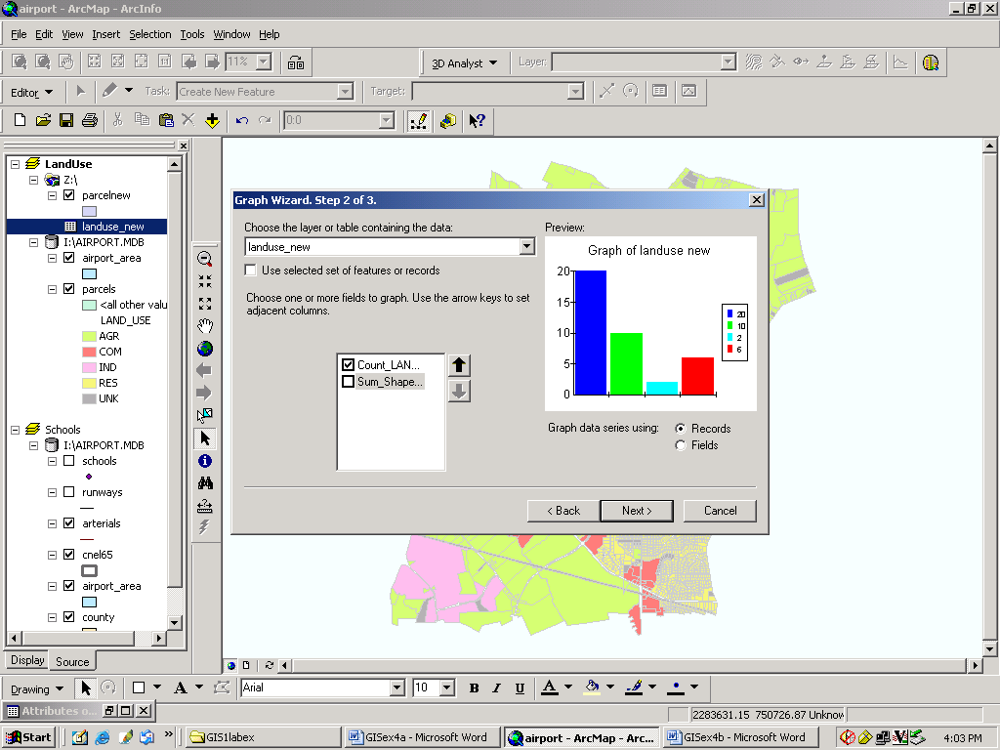 airport - ArcMap - ArcInfo
File Edit View Insert Selection Tools Window Help
11% 3D Analyst Layer:
Editor Task: Create New Feature Target:
0:0
LandUse
Z:\
parcelnew
landuse_new
I:\AIRPORT.MDB
airport_area
parcels
<all other valu
LAND_USE
AGR
COM
IND
RES
UNK
Schools
I:\AIRPORT.MDB
schools
runways
arterials
cnel65
airport_area
county
Display Source
Graph Wizard. Step 2 of 3.
Choose the layer or table containing the data:
landuse_new
Use selected set of features or records
Choose one or more fields to graph. Use the arrow keys to set
adjacent columns.
Count_LAN...
Sum_Shape...
Preview:
Graph of landuse new
20
15
10
5
0
20
10
2
6
Graph data series using: Records
Fields
< Back Next > Cancel
Drawing A Arial 10 B I U A
Attributes o...
2283631.15 750726.87 Unknow
Start » GIS1labex GISex4a - Microsoft Word airport - ArcMap - Arc... GISex4b - Microsoft Word 4:03 PM